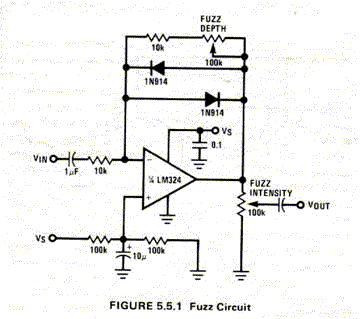 FUZZ
DEPTH
10k
100k
1N914
1N914
VS
0.1
VIN
1μF
10k
−
¼ LM324
+
FUZZ
INTENSITY
100k
VOUT
VS
100k
+
10μ
100k
FIGURE 5.5.1 Fuzz Circuit